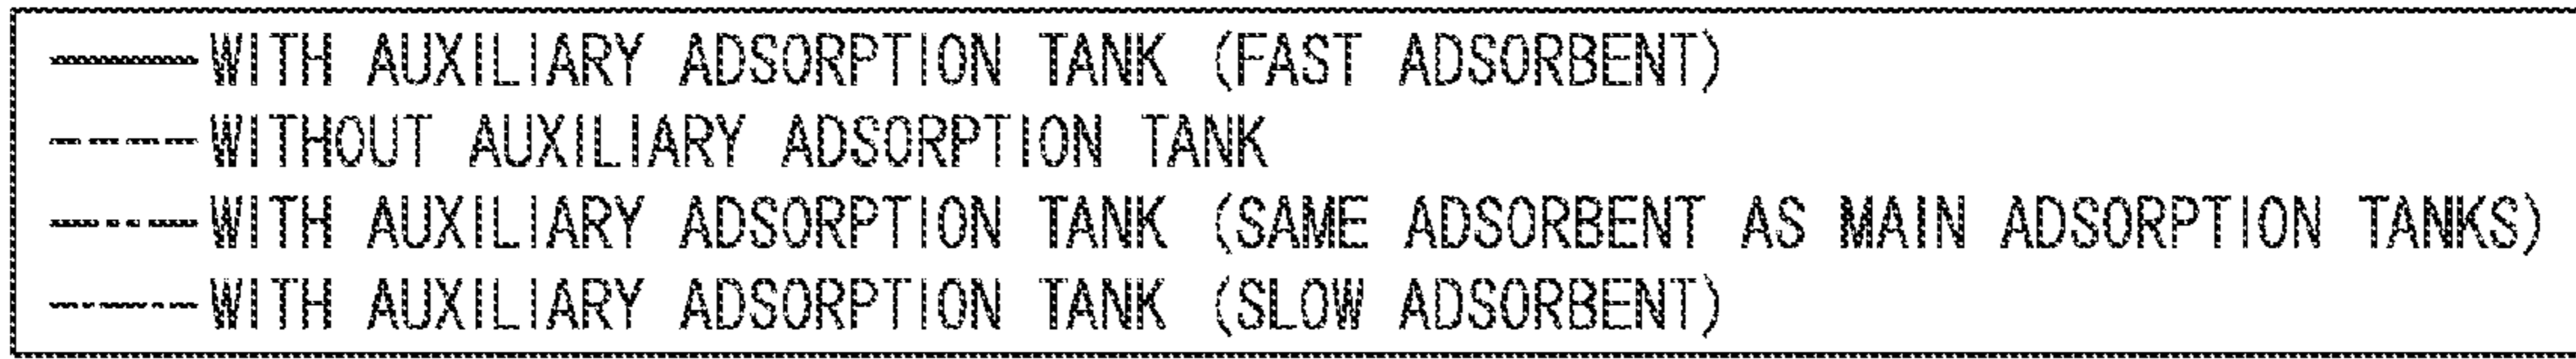 WITH AUXILIARY ADSORPTION TANK (FAST ADSORBENT)
WITHOUT AUXILIARY ADSORPTION TANK
WITH AUXILIARY ADSORPTION TANK (SAME ADSORBENT AS MAIN ADSORPTION TANKS)
WITH AUXILIARY ADSORPTION TANK (SLOW ADSORBENT)